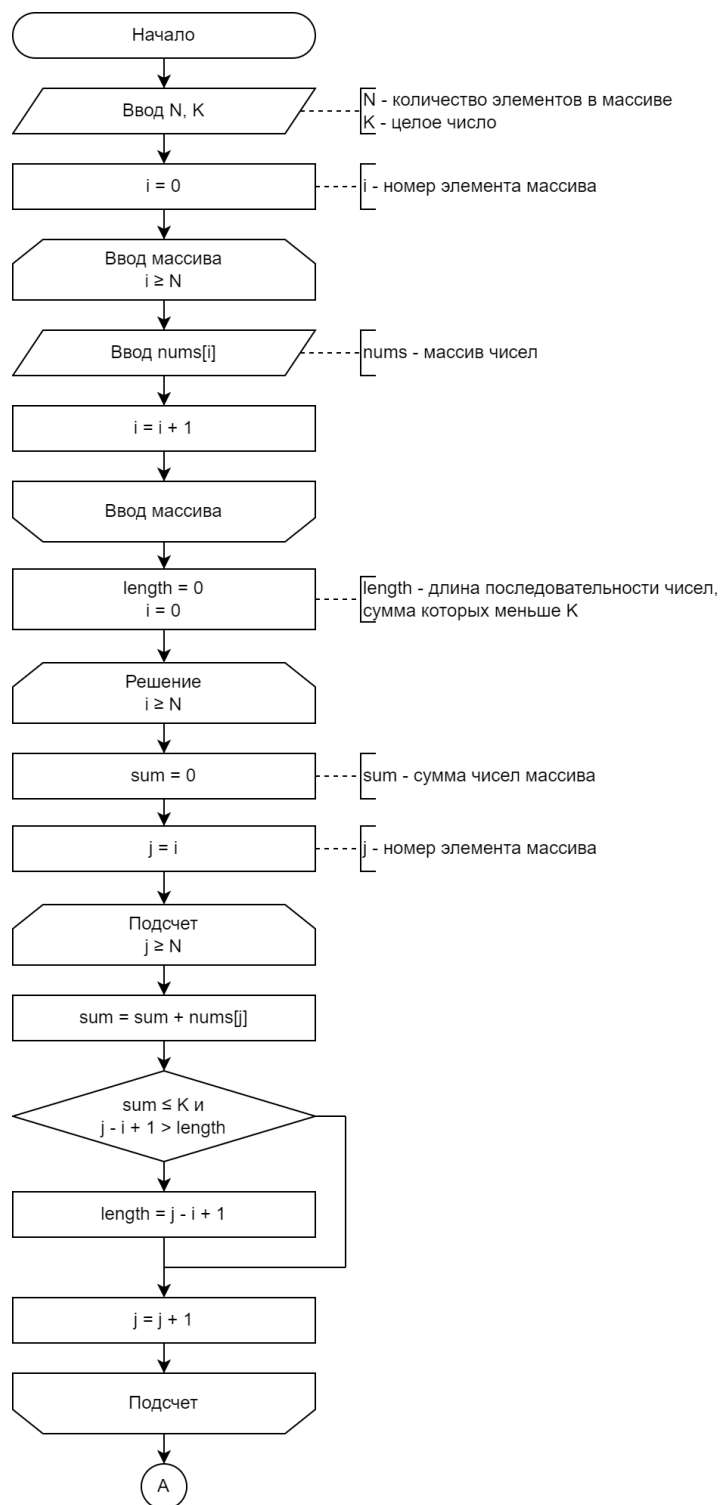 Начало
Ввод N, K
N - количество элементов в массиве
K - целое число
i = 0
i - номер элемента массива
Ввод массива
i ≥ N
Ввод nums[i]
nums - массив чисел
i = i + 1
Ввод массива
length = 0
i = 0
length - длина последовательности чисел,
сумма которых меньше K
Решение
i ≥ N
sum = 0
sum - сумма чисел массива
j = i
j - номер элемента массива
Подсчет
j ≥ N
sum = sum + nums[j]
sum ≤ K и
j - i + 1 > length
length = j - i + 1
j = j + 1
Подсчет
A